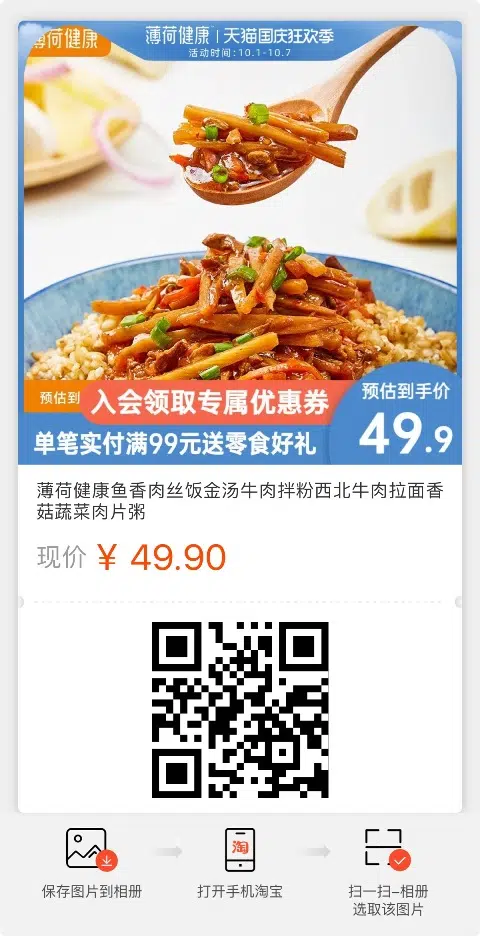 薄荷健康
薄荷健康 | 天猫国庆狂欢季
活动时间:10.1-10.7
预估到
入会领取专属优惠券
预估到手价
49.9
单笔实付满99元送零食好礼
薄荷健康鱼香肉丝饭金汤牛肉拌粉西北牛肉拉面香
菇蔬菜肉片粥
现价 ¥ 49.90
淘
保存图片到相册
打开手机淘宝
扫一扫-相册
选取该图片